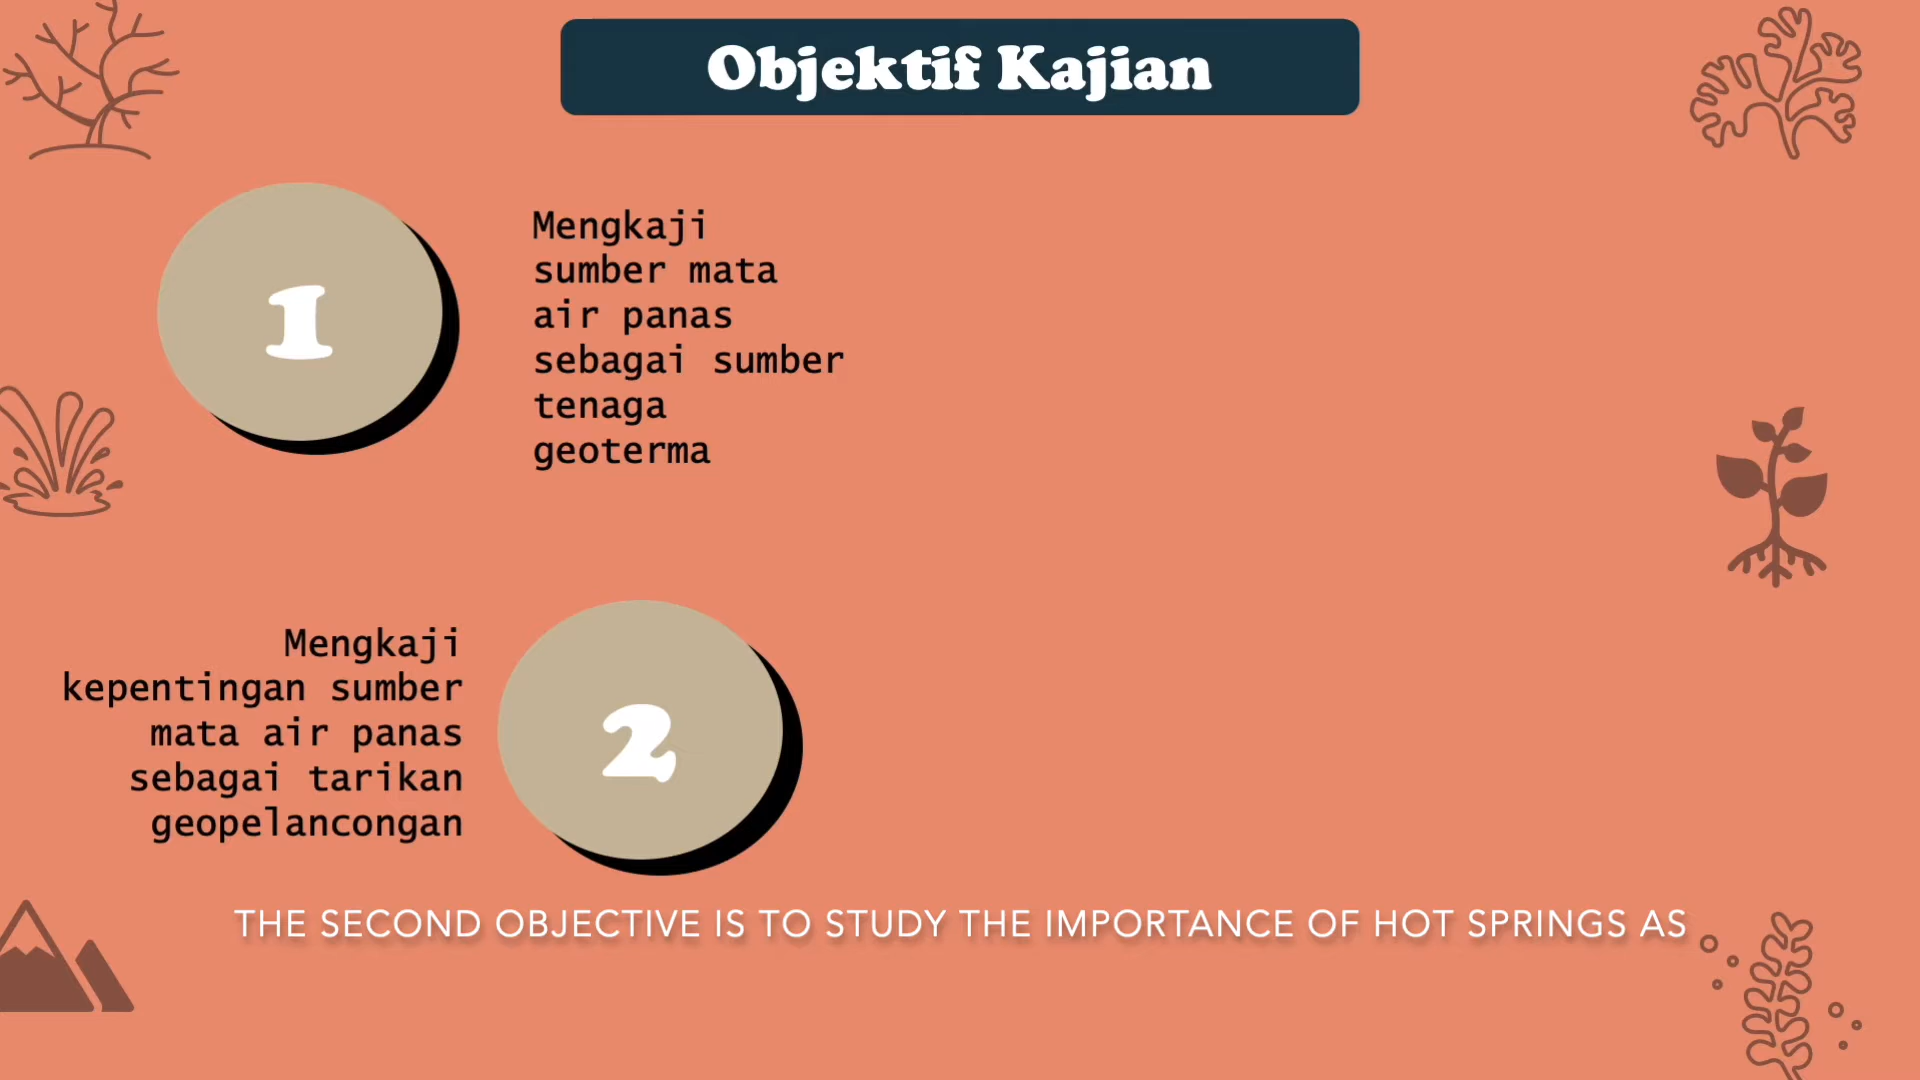 Objektif Kajian
1
Mengkaji
sumber mata
air panas
sebagai sumber
tenaga
geoterma
Mengkaji
kepentingan sumber
mata air panas
sebagai tarikan
geopelancongan
2
THE SECOND OBJECTIVE IS TO STUDY THE IMPORTANCE OF HOT SPRINGS AS